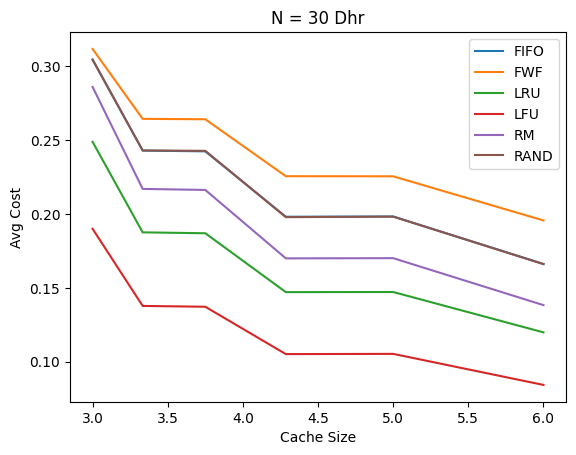 N = 30 Dhr
FIFO
FWF
LRU
LFU
RM
RAND
0.30
0.25
0.20
0.15
0.10
Avg Cost
3.0 3.5 4.0 4.5 5.0 5.5 6.0
Cache Size